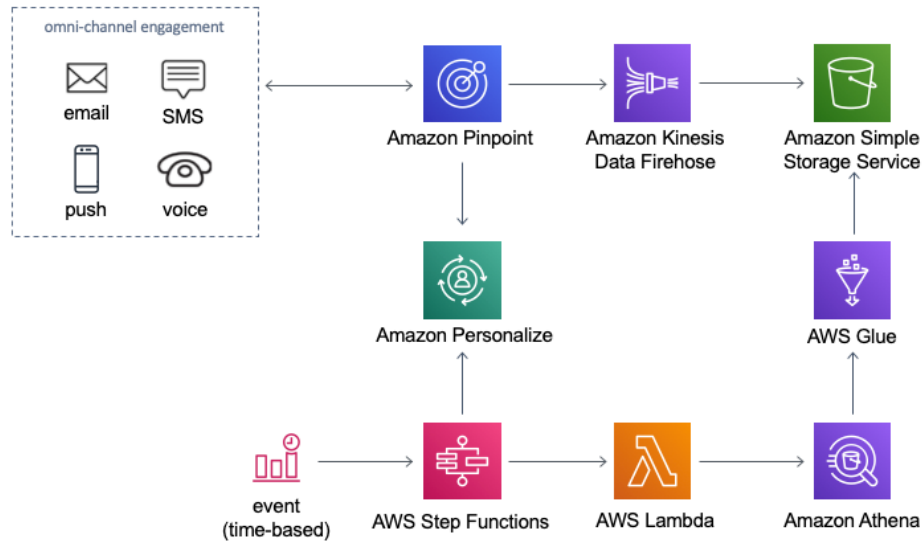 omni-channel engagement
email
SMS
push
voice
Amazon Pinpoint
Amazon Kinesis
Data Firehose
Amazon Simple
Storage Service
Amazon Personalize
AWS Glue
event
(time-based)
AWS Step Functions
AWS Lambda
Amazon Athena